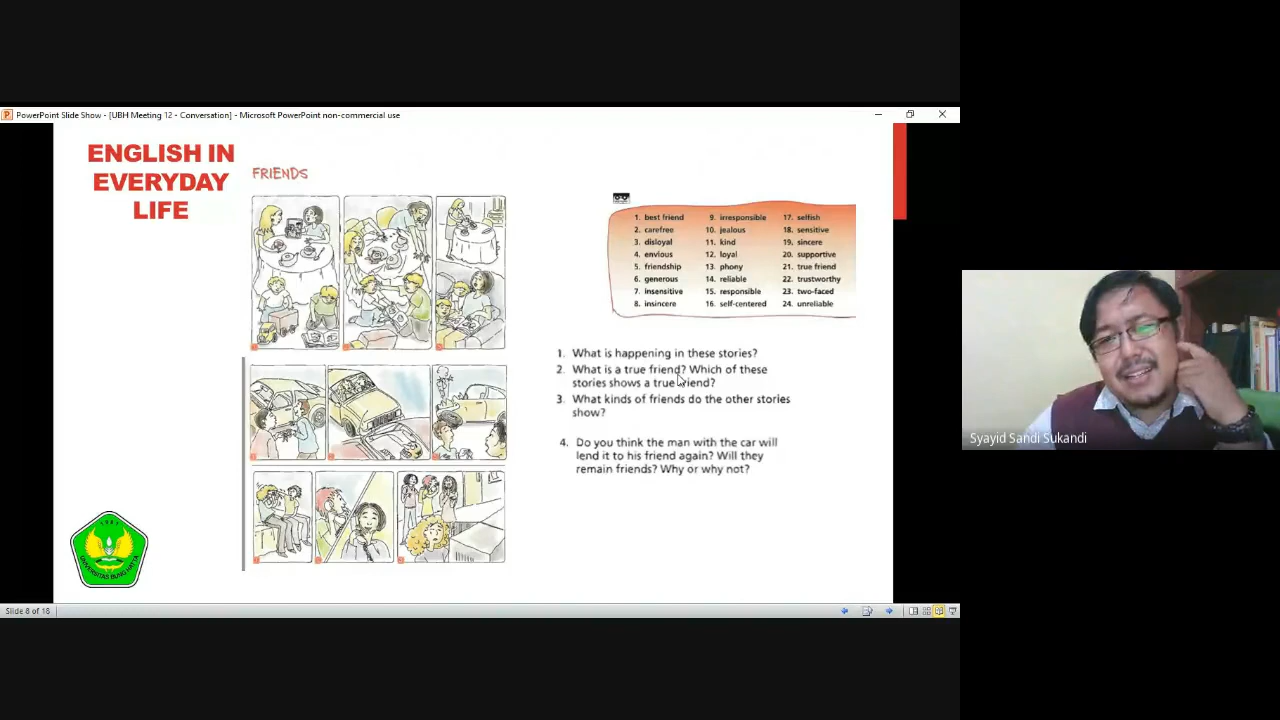 PowerPoint Slide Show - [UBH Meeting 12 - Conversation] - Microsoft PowerPoint non-commercial use
ENGLISH IN
EVERYDAY
LIFE
FRIENDS
1. best friend
2. carefree
3. disloyal
4. envious
5. friendship
6. generous
7. insensitive
8. insincere
9. irresponsible
10. jealous
11. kind
12. loyal
13. phony
14. reliable
15. responsible
16. self-centered
17. selfish
18. sensitive
19. sincere
20. supportive
21. true friend
22. trustworthy
23. two-faced
24. unreliable
1. What is happening in these stories?
2. What is a true friend? Which of these
stories shows a true friend?
3. What kinds of friends do the other stories
show?
4. Do you think the man with the car will
lend it to his friend again? Will they
remain friends? Why or why not?
1981
UNIVERSITAS BUNG HATTA
Syayid Sandi Sukandi
Slide 8 of 18